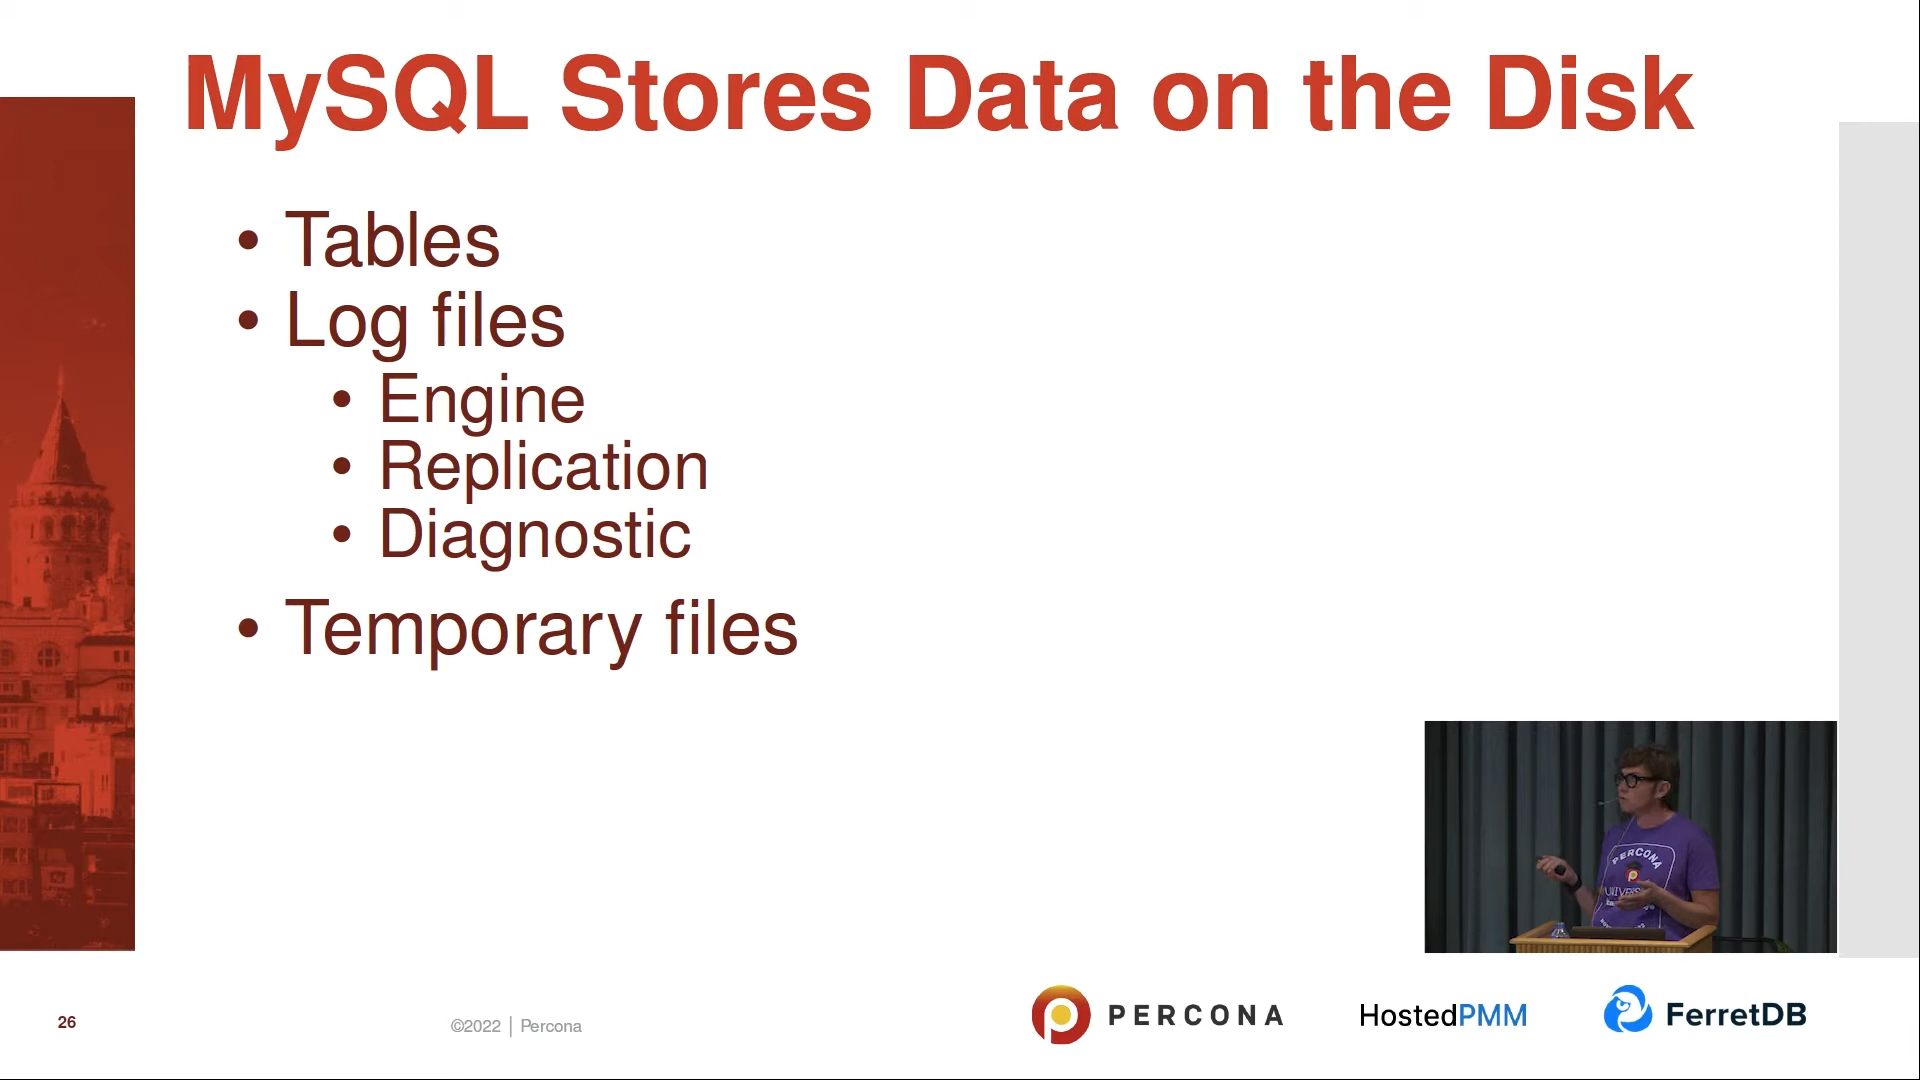 MySQL Stores Data on the Disk
• Tables
• Log files
• Engine
• Replication
• Diagnostic
• Temporary files
PERCONA
26
©2022 | Percona
PERCONA
HostedPMM
FerretDB